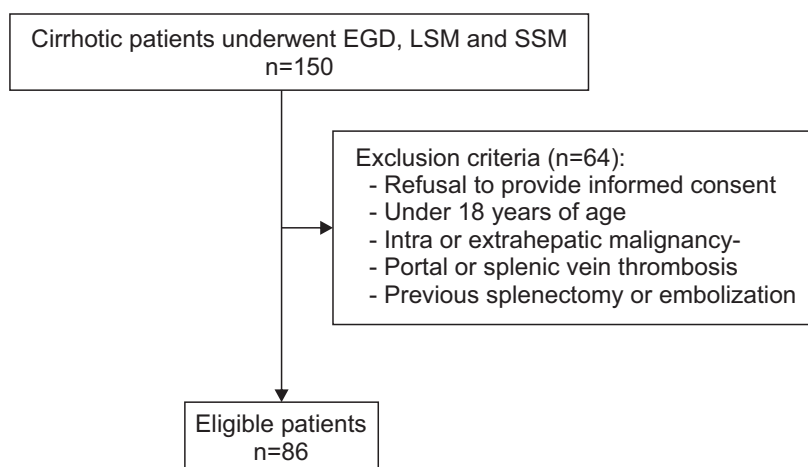 Cirrhotic patients underwent EGD, LSM and SSM
n=150
Exclusion criteria (n=64):
- Refusal to provide informed consent
- Under 18 years of age
- Intra or extrahepatic malignancy-
- Portal or splenic vein thrombosis
- Previous splenectomy or embolization
Eligible patients
n=86